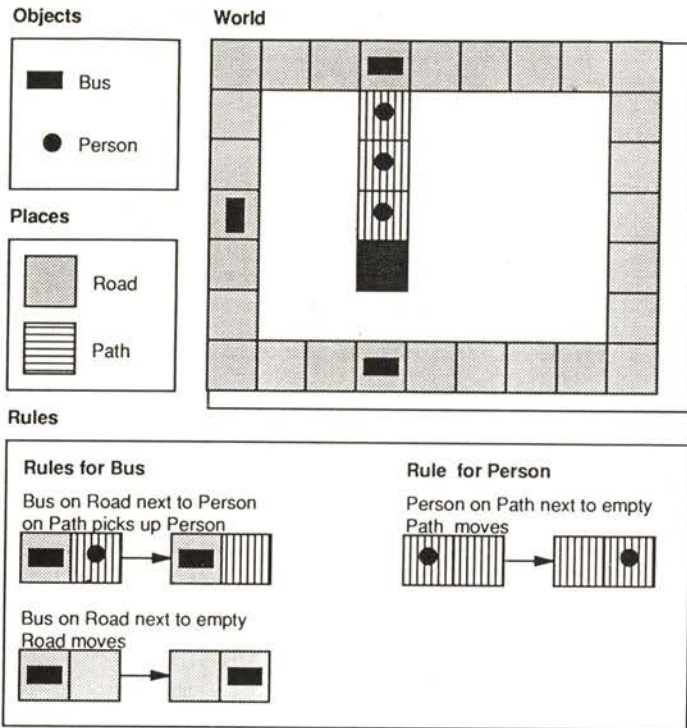 Objects
World
Bus
Person
Places
Road
Path
Rules
Rules for Bus
Bus on Road next to Person
on Path picks up Person
Bus on Road next to empty
Road moves
Rule for Person
Person on Path next to empty
Path moves